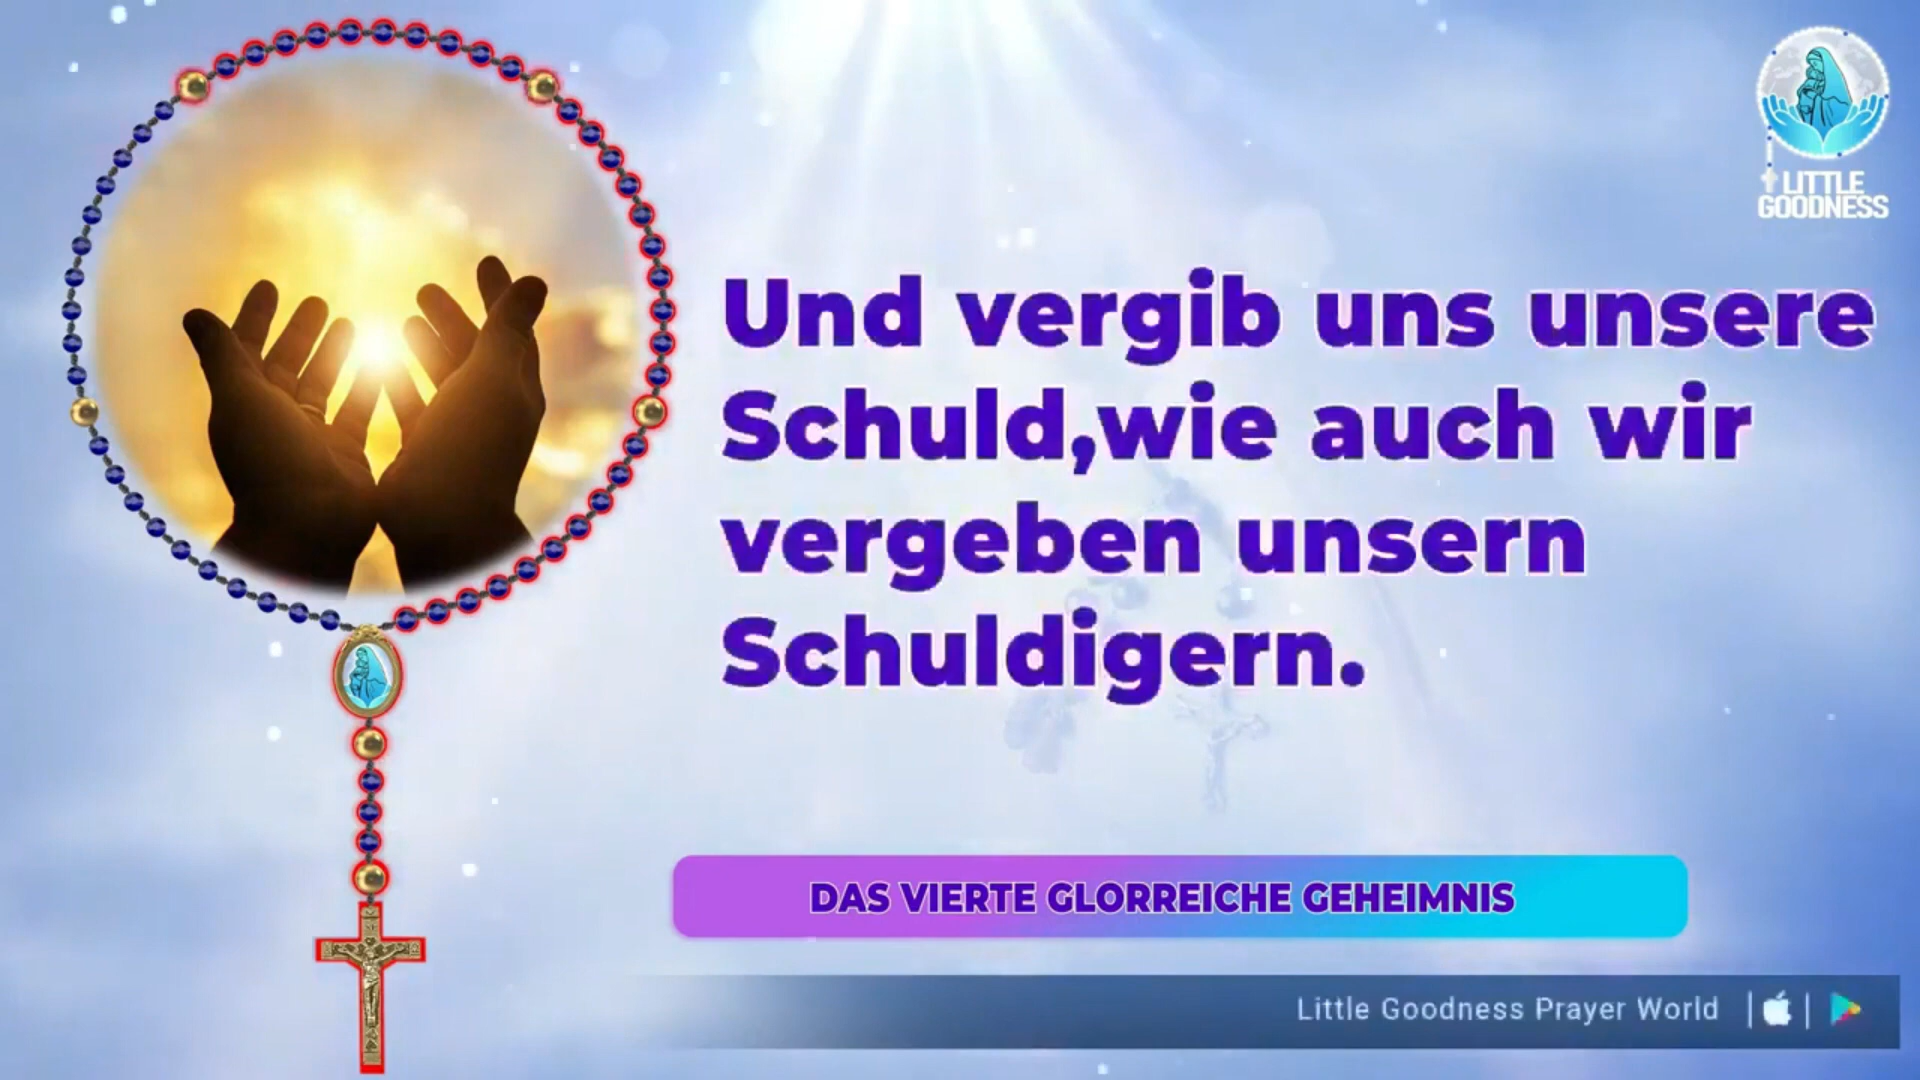 LITTLE
GOODNESS
Und vergib uns unsere
Schuld,wie auch wir
vergeben unsern
Schuldigern.
DAS VIERTE GLORREICHE GEHEIMNIS
Little Goodness Prayer World